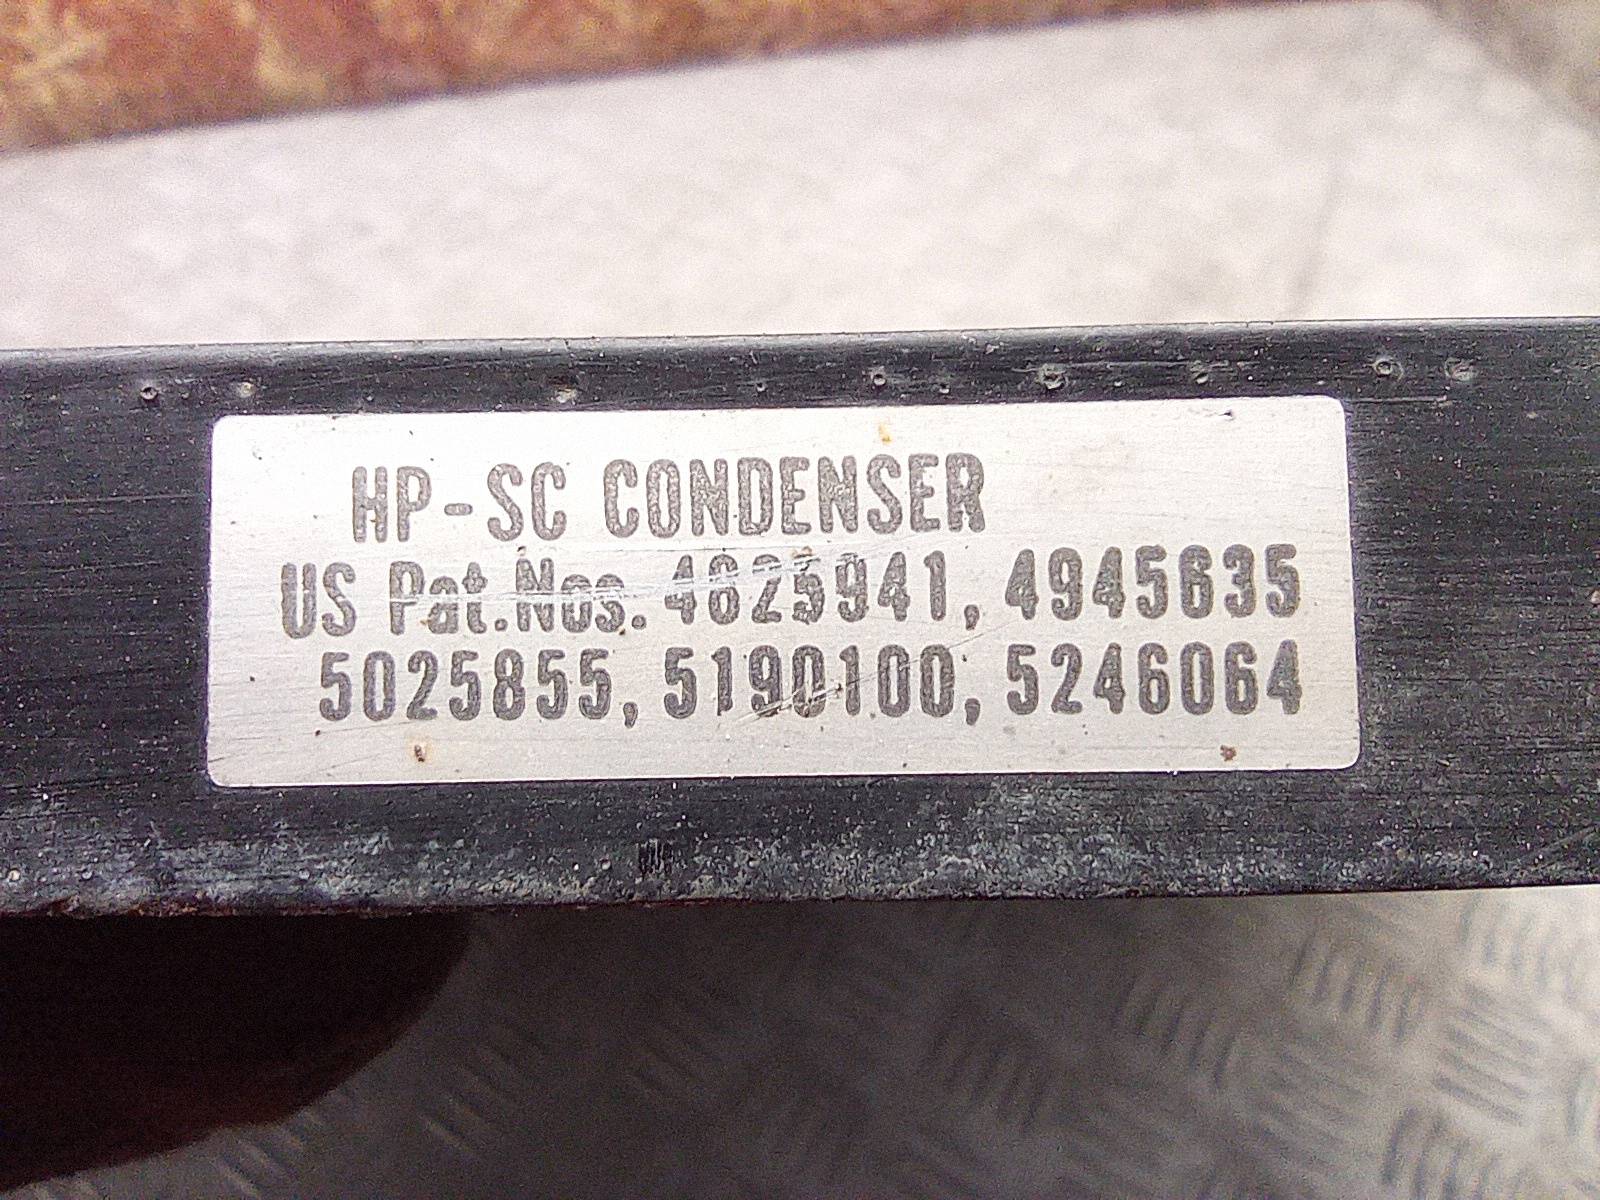 HP-SC CONDENSER
US Pat.Nos. 4825941, 4945635
5025855, 5190100, 5246064